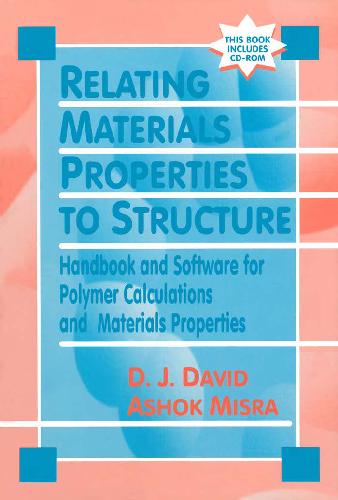 THIS BOOK
INCLUDES
CD-ROM
RELATING
MATERIALS
PROPERTIES
TO STRUCTURE
Handbook and Software for
Polymer Calculations
and Materials Properties
D. J. DAVID
ASHOK MISRA